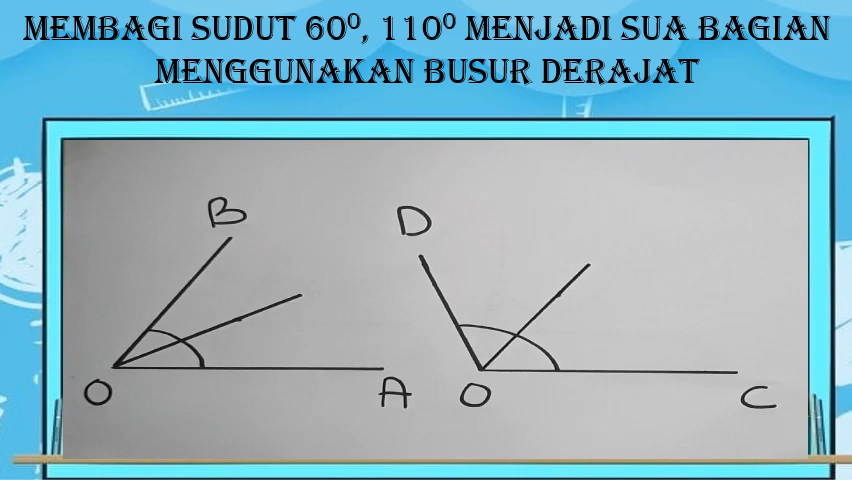 MEMBAGI SUDUT 60⁰, 110⁰ MENJADI SUA BAGIAN
MENGGUNAKAN BUSUR DERAJAT
B
D
O
A
O
C